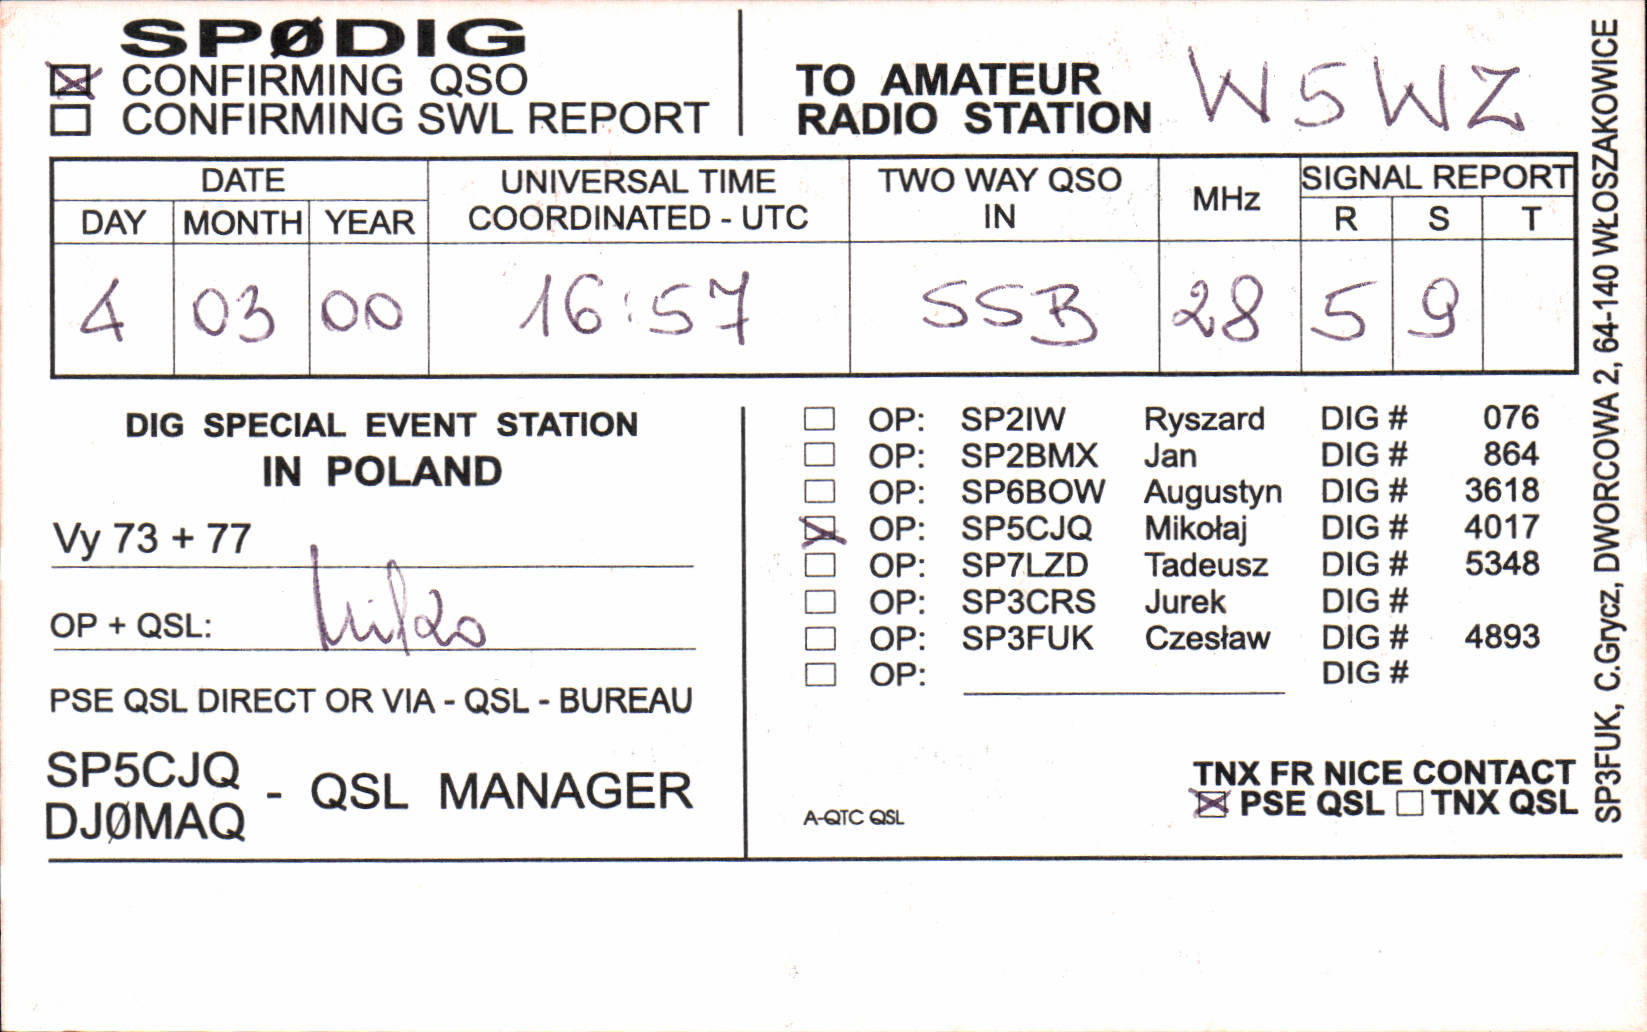 SPØDIG
CONFIRMING QSO
CONFIRMING SWL REPORT
TO AMATEUR
RADIO STATION W5WZ
DATE
DAY MONTH YEAR
UNIVERSAL TIME
COORDINATED - UTC
TWO WAY QSO
IN
MHz
SIGNAL REPORT
R S T
4 03 00 16:57 SSB 28 5 9
DIG SPECIAL EVENT STATION
IN POLAND
Vy 73 + 77
OP + QSL: Miko
PSE QSL DIRECT OR VIA - QSL - BUREAU
SP5CJQ
DJØMAQ - QSL MANAGER
OP: SP2IW Ryszard DIG # 076
OP: SP2BMX Jan DIG # 864
OP: SP6BOW Augustyn DIG # 3618
OP: SP5CJQ Mikołaj DIG # 4017
OP: SP7LZD Tadeusz DIG # 5348
OP: SP3CRS Jurek DIG #
OP: SP3FUK Czesław DIG # 4893
OP: DIG #
TNX FR NICE CONTACT
PSE QSL TNX QSL
A-QTC QSL
SP3FUK, C.Grycz, DWORCOWA 2, 64-140 WŁOSZAKOWICE